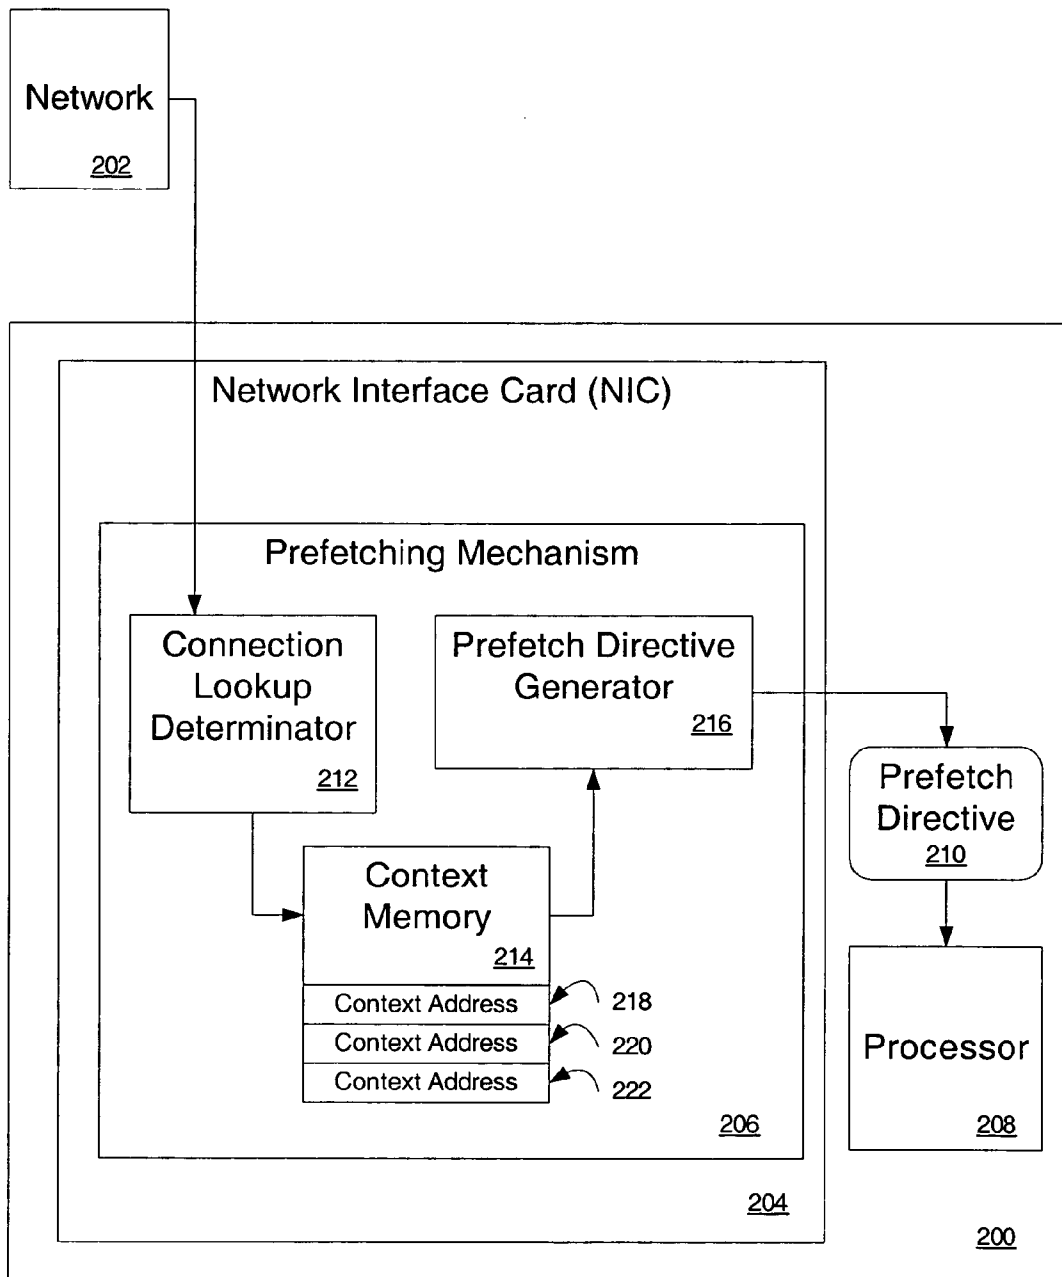 Network
202
Network Interface Card (NIC)
Prefetching Mechanism
Connection
Lookup
Determinator
212
Prefetch Directive
Generator
216
Prefetch
Directive
210
Context
Memory
214
Context Address
218
Context Address
220
Context Address
222
Processor
208
206
204
200